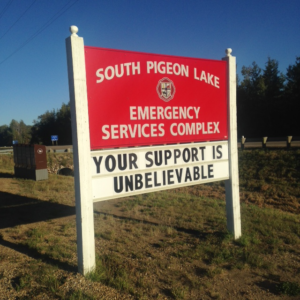 SOUTH PIGEON LAKE
EMERGENCY
SERVICES COMPLEX
YOUR SUPPORT IS
UNBELIEVABLE